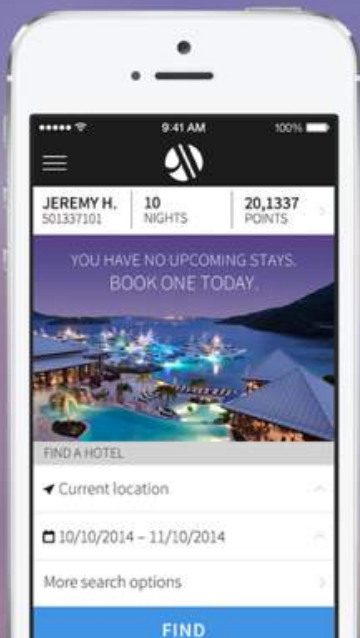 9:41 AM 100%
JEREMY H. 10 20,1337
501337101 NIGHTS POINTS
YOU HAVE NO UPCOMING STAYS.
BOOK ONE TODAY.
FIND A HOTEL
Current location
10/10/2014 – 11/10/2014
More search options
FIND